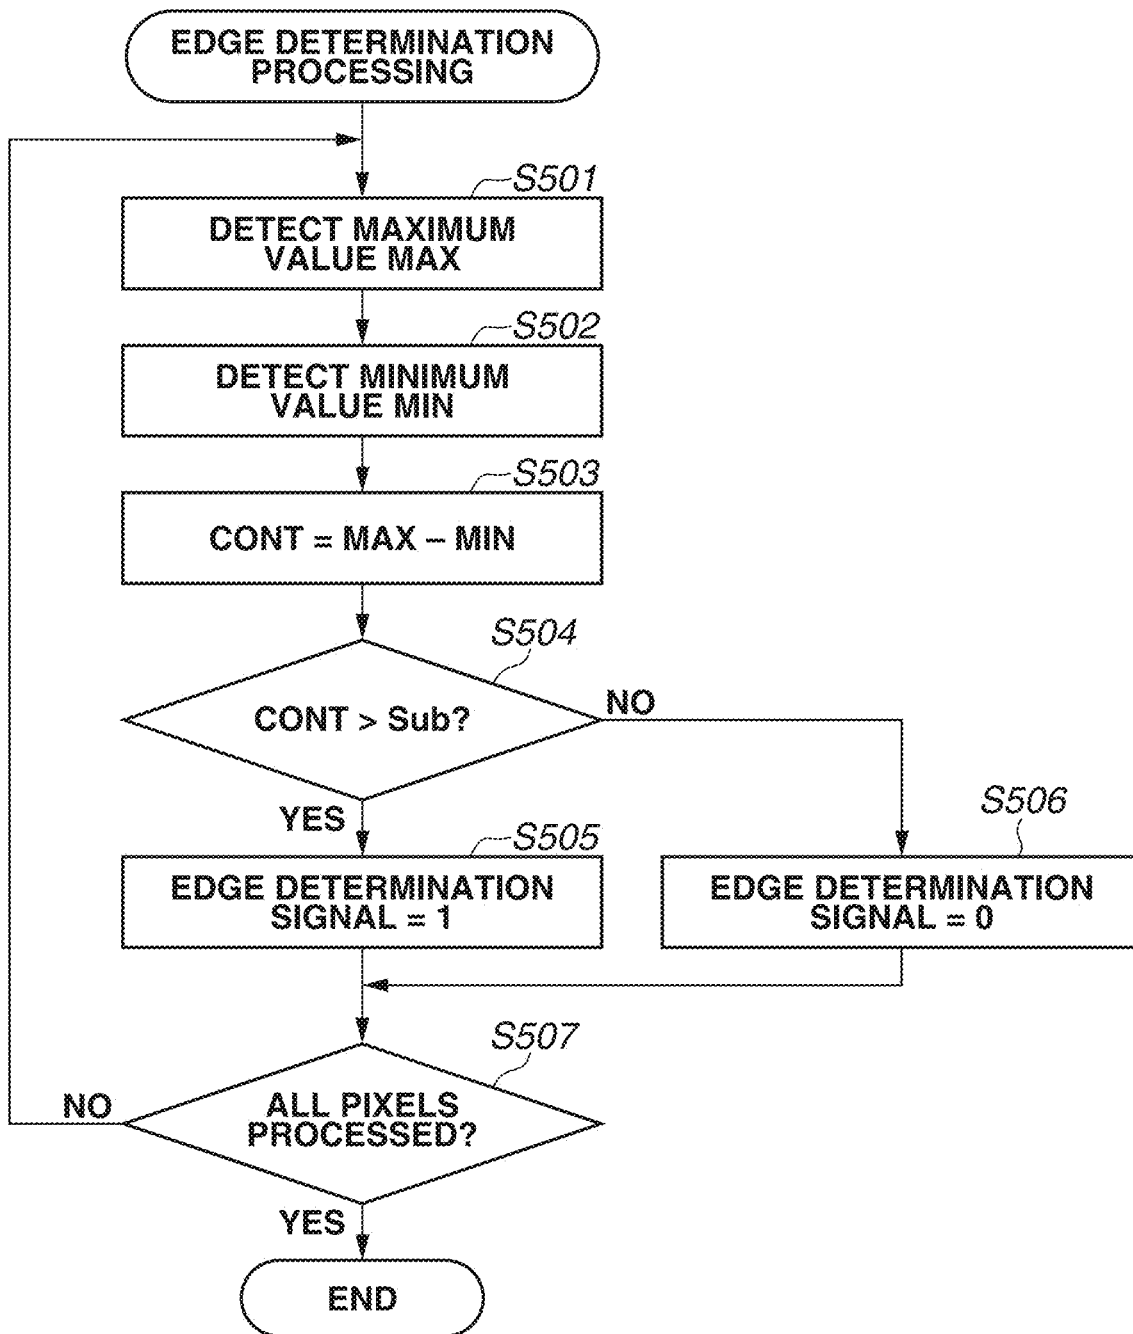 EDGE DETERMINATION
PROCESSING
S501
DETECT MAXIMUM
VALUE MAX
S502
DETECT MINIMUM
VALUE MIN
S503
CONT = MAX – MIN
S504
CONT > Sub?
NO
YES
S505
EDGE DETERMINATION
SIGNAL = 1
S506
EDGE DETERMINATION
SIGNAL = 0
S507
ALL PIXELS
PROCESSED?
NO
YES
END